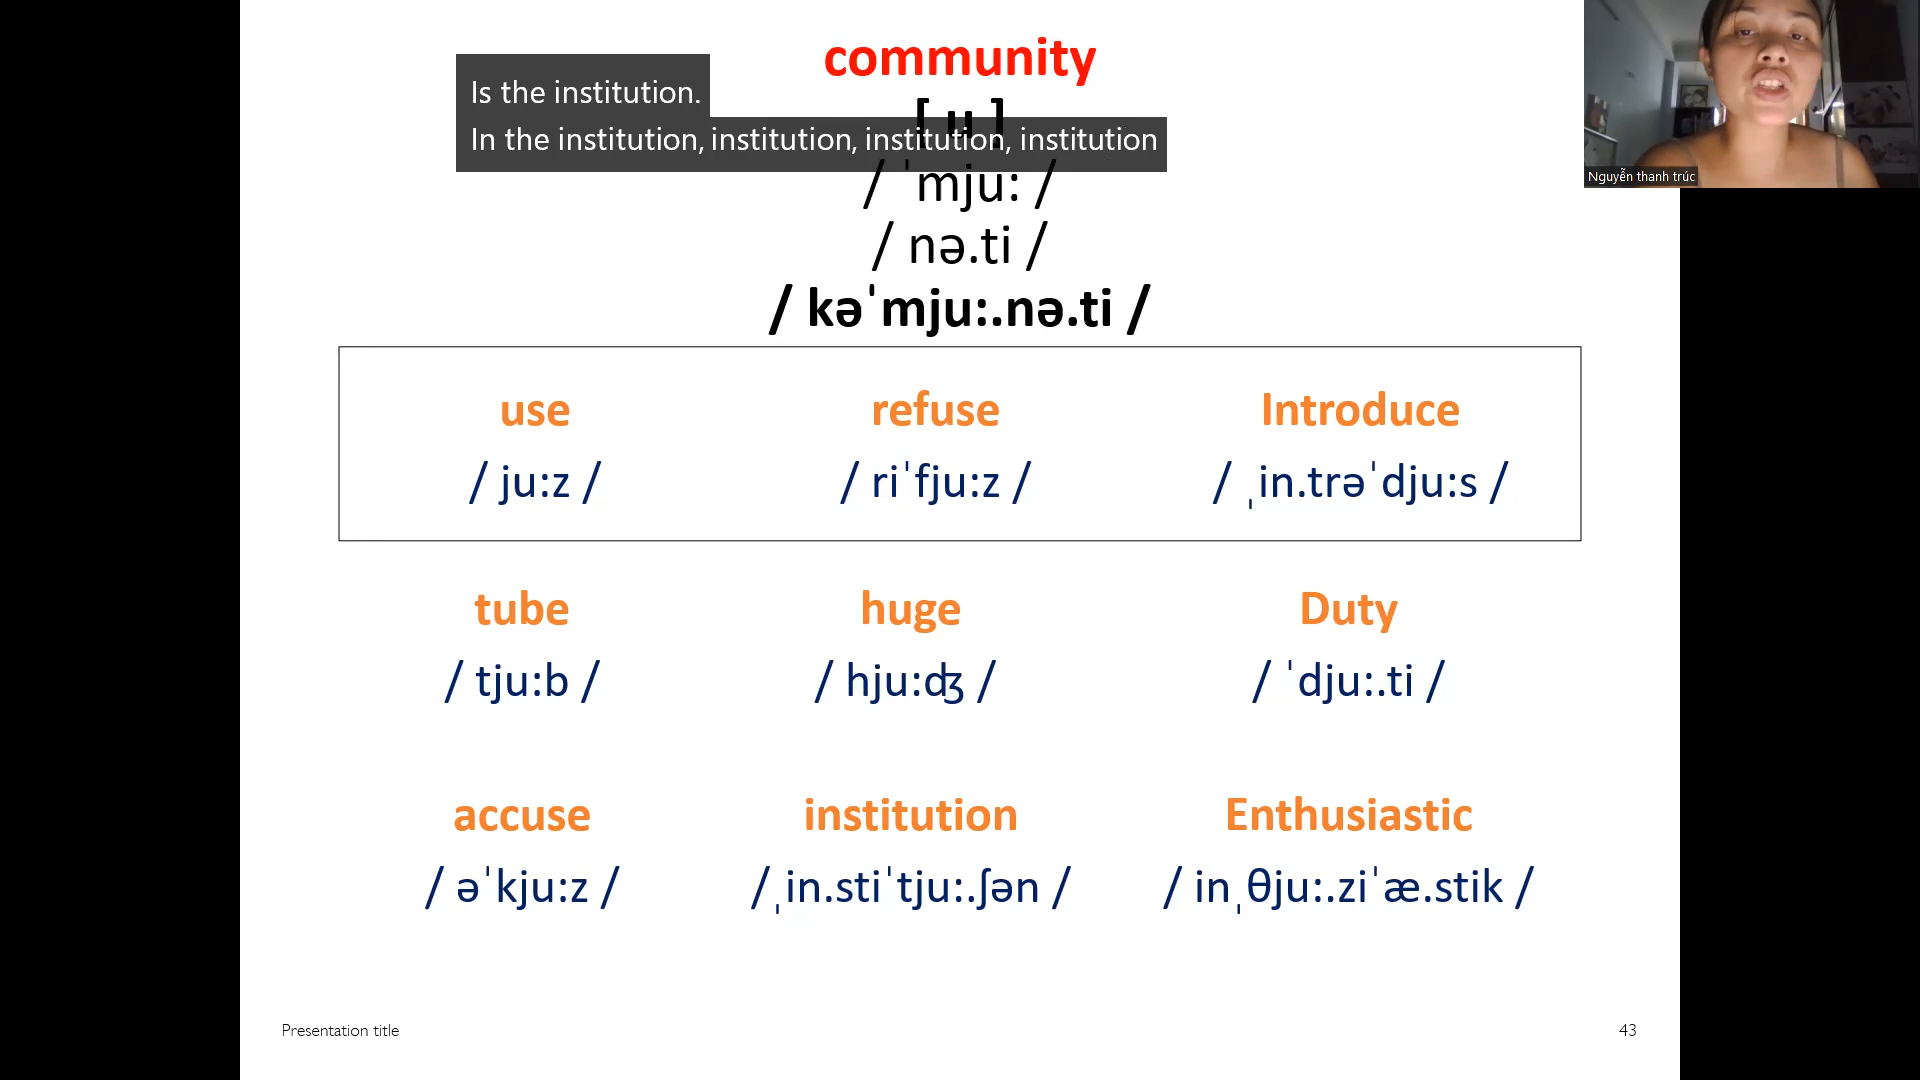 community
Is the institution.
[ u ]
In the institution, institution, institution, institution
/ ˈmju: /
/ nə.ti /
/ kəˈmju:.nə.ti /
Nguyễn thanh trúc
use refuse Introduce
/ ju:z / / riˈfju:z / / ˌin.trəˈdju:s /
tube huge Duty
/ tju:b / / hju:ʤ / / ˈdju:.ti /
accuse institution Enthusiastic
/ əˈkju:z / /ˌin.stiˈtju:.ʃən / / inˌθju:.ziˈæ.stik /
Presentation title 43